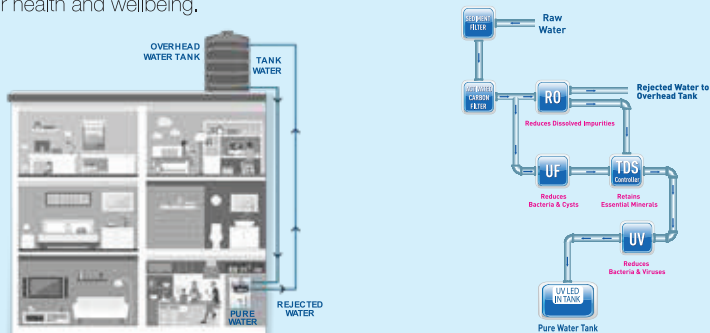 r health and wellbeing.
OVERHEAD
WATER TANK
TANK
WATER
PURE
WATER
REJECTED
WATER
SEDIMENT
FILTER
Raw
Water
ACTIVATED
CARBON
FILTER
RO
Reduces Dissolved Impurities
Rejected Water to
Overhead Tank
UF
Reduces
Bacteria & Cysts
TDS
Controller
Retains
Essential Minerals
UV
Reduces
Bacteria & Viruses
UV LED
IN TANK
Pure Water Tank